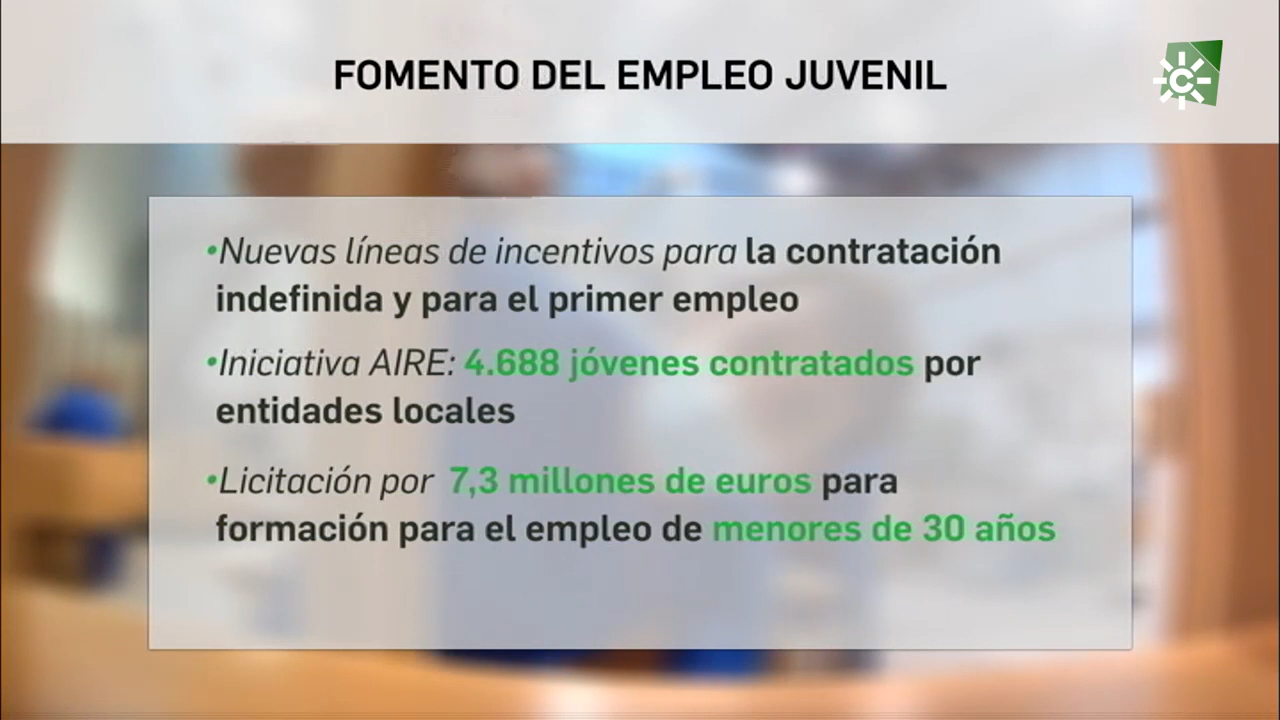 FOMENTO DEL EMPLEO JUVENIL
•Nuevas líneas de incentivos para la contratación
indefinida y para el primer empleo
•Iniciativa AIRE: 4.688 jóvenes contratados por
entidades locales
•Licitación por 7,3 millones de euros para
formación para el empleo de menores de 30 años